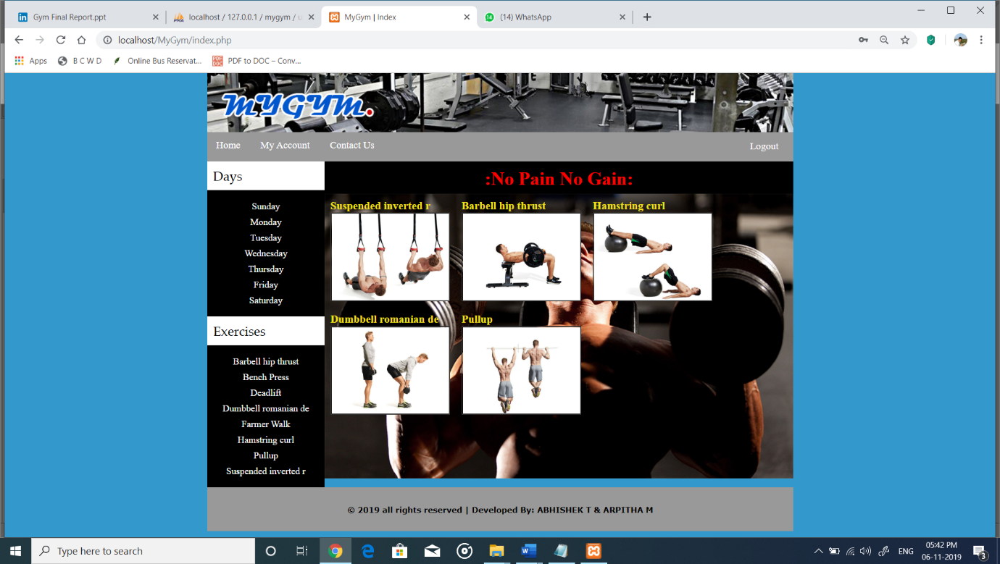 Gym Final Report.ppt
localhost / 127.0.0.1 / mygym / u
MyGym | Index
(14) WhatsApp
localhost/MyGym/index.php
Apps
B C W D
Online Bus Reservat...
PDF to DOC – Conv...
MYGYM.
Home
My Account
Contact Us
Logout
Days
Sunday
Monday
Tuesday
Wednesday
Thursday
Friday
Saturday
Exercises
Barbell hip thrust
Bench Press
Deadlift
Dumbbell romanian de
Farmer Walk
Hamstring curl
Pullup
Suspended inverted r
:No Pain No Gain:
Suspended inverted r
Barbell hip thrust
Hamstring curl
Dumbbell romanian de
Pullup
© 2019 all rights reserved | Developed By: ABHISHEK T & ARPITHA M
Type here to search
ENG
05:42 PM
06-11-2019
3